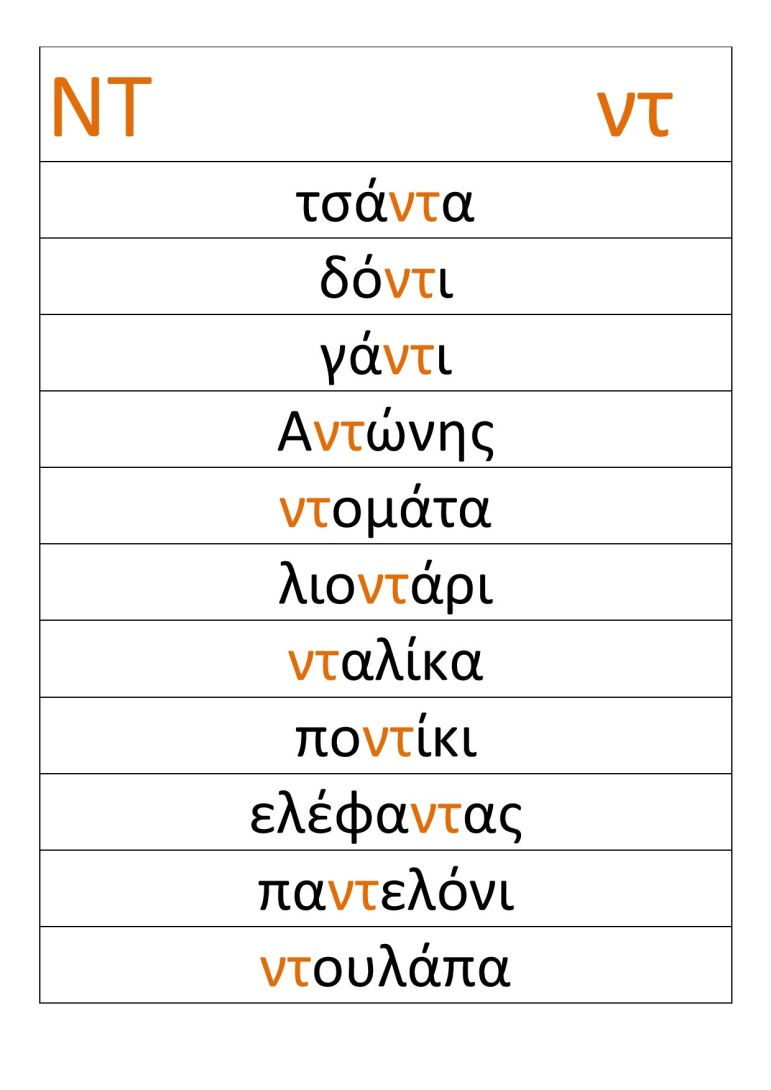 ΝΤ ντ
τσάντα
δόντι
γάντι
Αντώνης
ντομάτα
λιοντάρι
νταλίκα
ποντίκι
ελέφαντας
παντελόνι
ντουλάπα